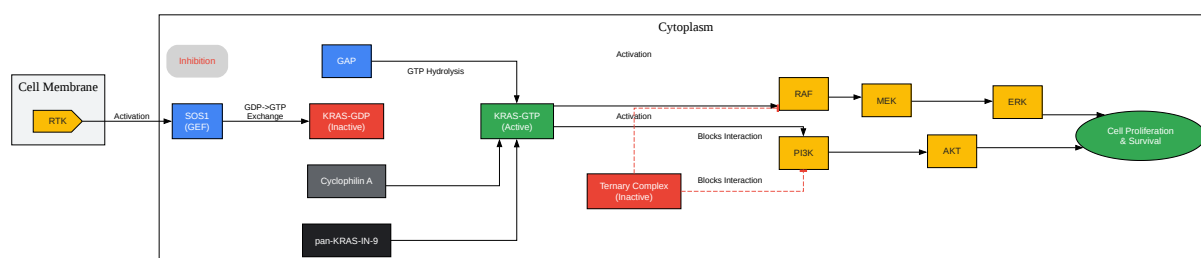 Cytoplasm
Inhibition
GAP
Activation
GTP Hydrolysis
Cell Membrane
RTK
Activation
SOS1
(GEF)
GDP->GTP
Exchange
KRAS-GDP
(Inactive)
KRAS-GTP
(Active)
Activation
RAF
MEK
ERK
Blocks Interaction
PI3K
AKT
Cell Proliferation
& Survival
Cyclophilin A
Ternary Complex
(Inactive)
Blocks Interaction
pan-KRAS-IN-9